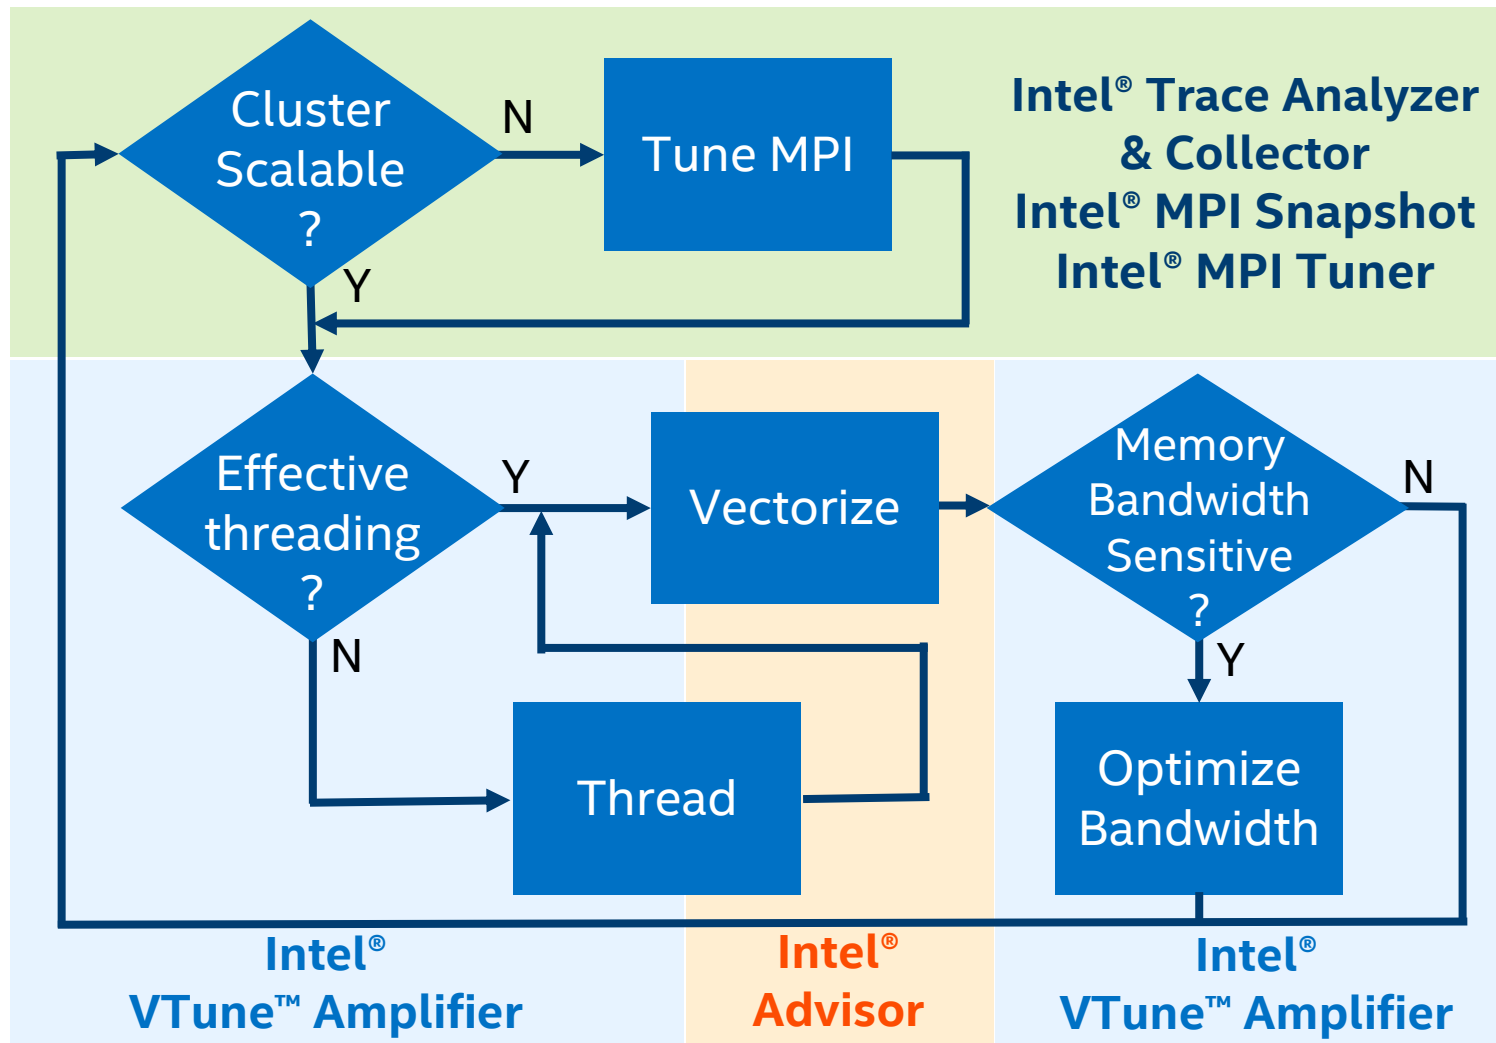 Cluster
Scalable
?
N
Tune MPI
Intel® Trace Analyzer
& Collector
Intel® MPI Snapshot
Intel® MPI Tuner
Y
Effective
threading
?
Y
Vectorize
Memory
Bandwidth
Sensitive
?
N
N
Y
Thread
Optimize
Bandwidth
Intel®
VTune™ Amplifier
Intel®
Advisor
Intel®
VTune™ Amplifier